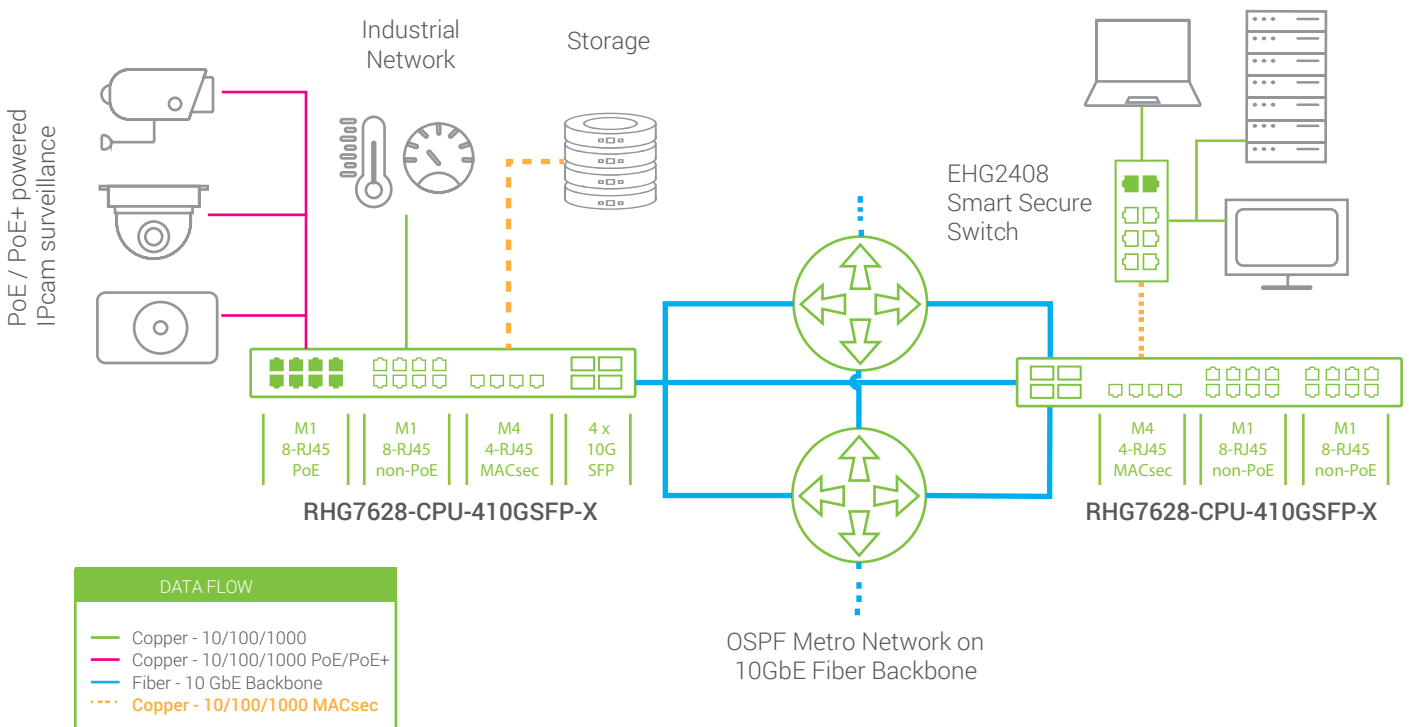 PoE / PoE+ powered
IPcam surveillance
Industrial
Network
Storage
EHG2408
Smart Secure
Switch
M1
8-RJ45
PoE
M1
8-RJ45
non-PoE
M4
4-RJ45
MACsec
4 x
10G
SFP
RHG7628-CPU-410GSFP-X
M4
4-RJ45
MACsec
M1
8-RJ45
non-PoE
M1
8-RJ45
non-PoE
RHG7628-CPU-410GSFP-X
OSPF Metro Network on
10GbE Fiber Backbone
DATA FLOW
Copper - 10/100/1000
Copper - 10/100/1000 PoE/PoE+
Fiber - 10 GbE Backbone
Copper - 10/100/1000 MACsec